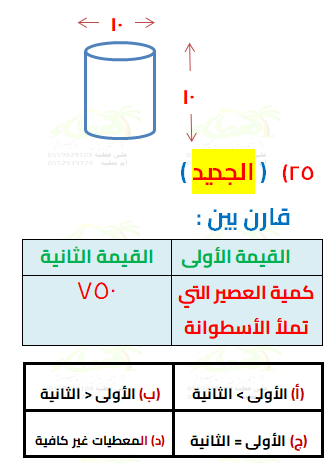 ١٠
١٠
٢٥) ( الجديد )
قارن بين :
القيمة الأولى القيمة الثانية
كمية العصير التي ٧٥٠
تملأ الأسطوانة
(أ) الأولى < الثانية (ب) الأولى > الثانية
(ج) الأولى = الثانية (د) المعطيات غير كافية